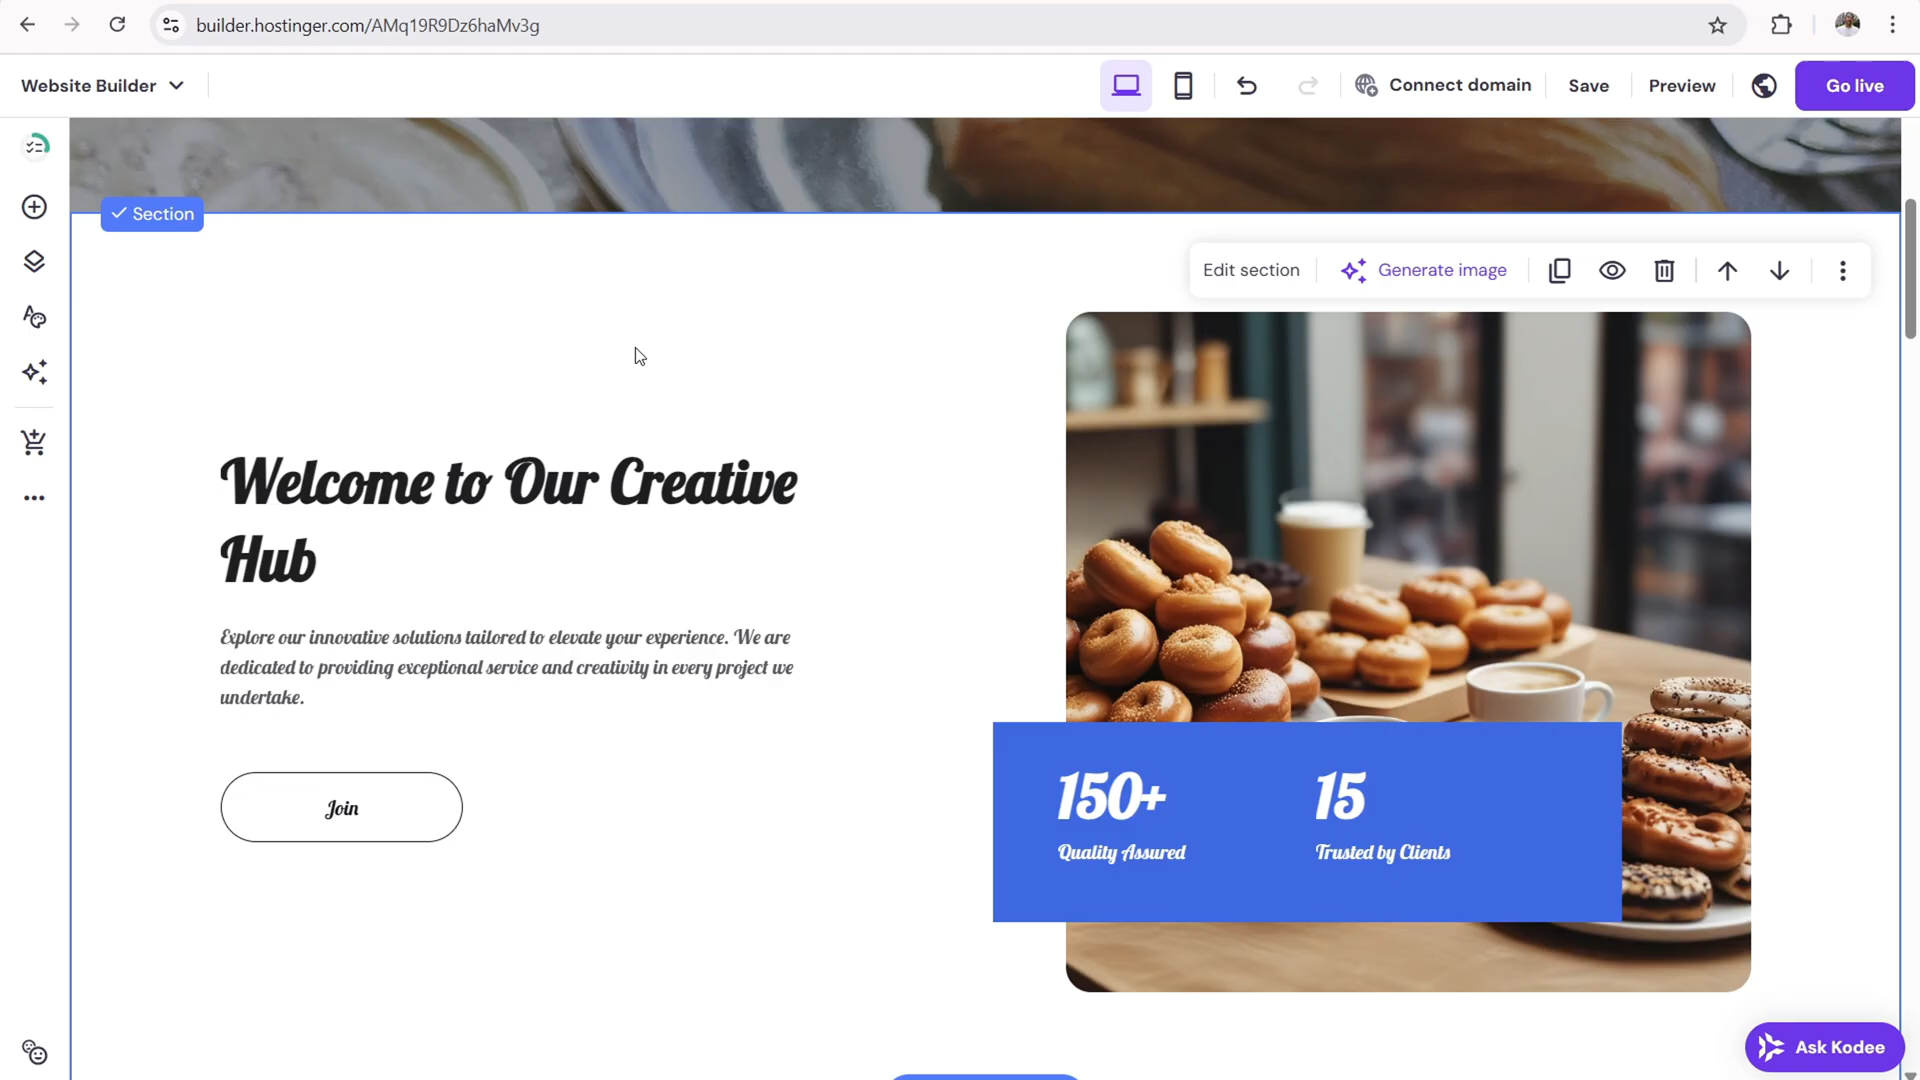 builder.hostinger.com/AMq19R9Dz6haMv3g
Website Builder
Connect domain
Save
Preview
Go live
Section
Edit section
Generate image
Welcome to Our Creative
Hub
Explore our innovative solutions tailored to elevate your experience. We are
dedicated to providing exceptional service and creativity in every project we
undertake.
Join
150+
15
Quality Assured
Trusted by Clients
Ask Kodee